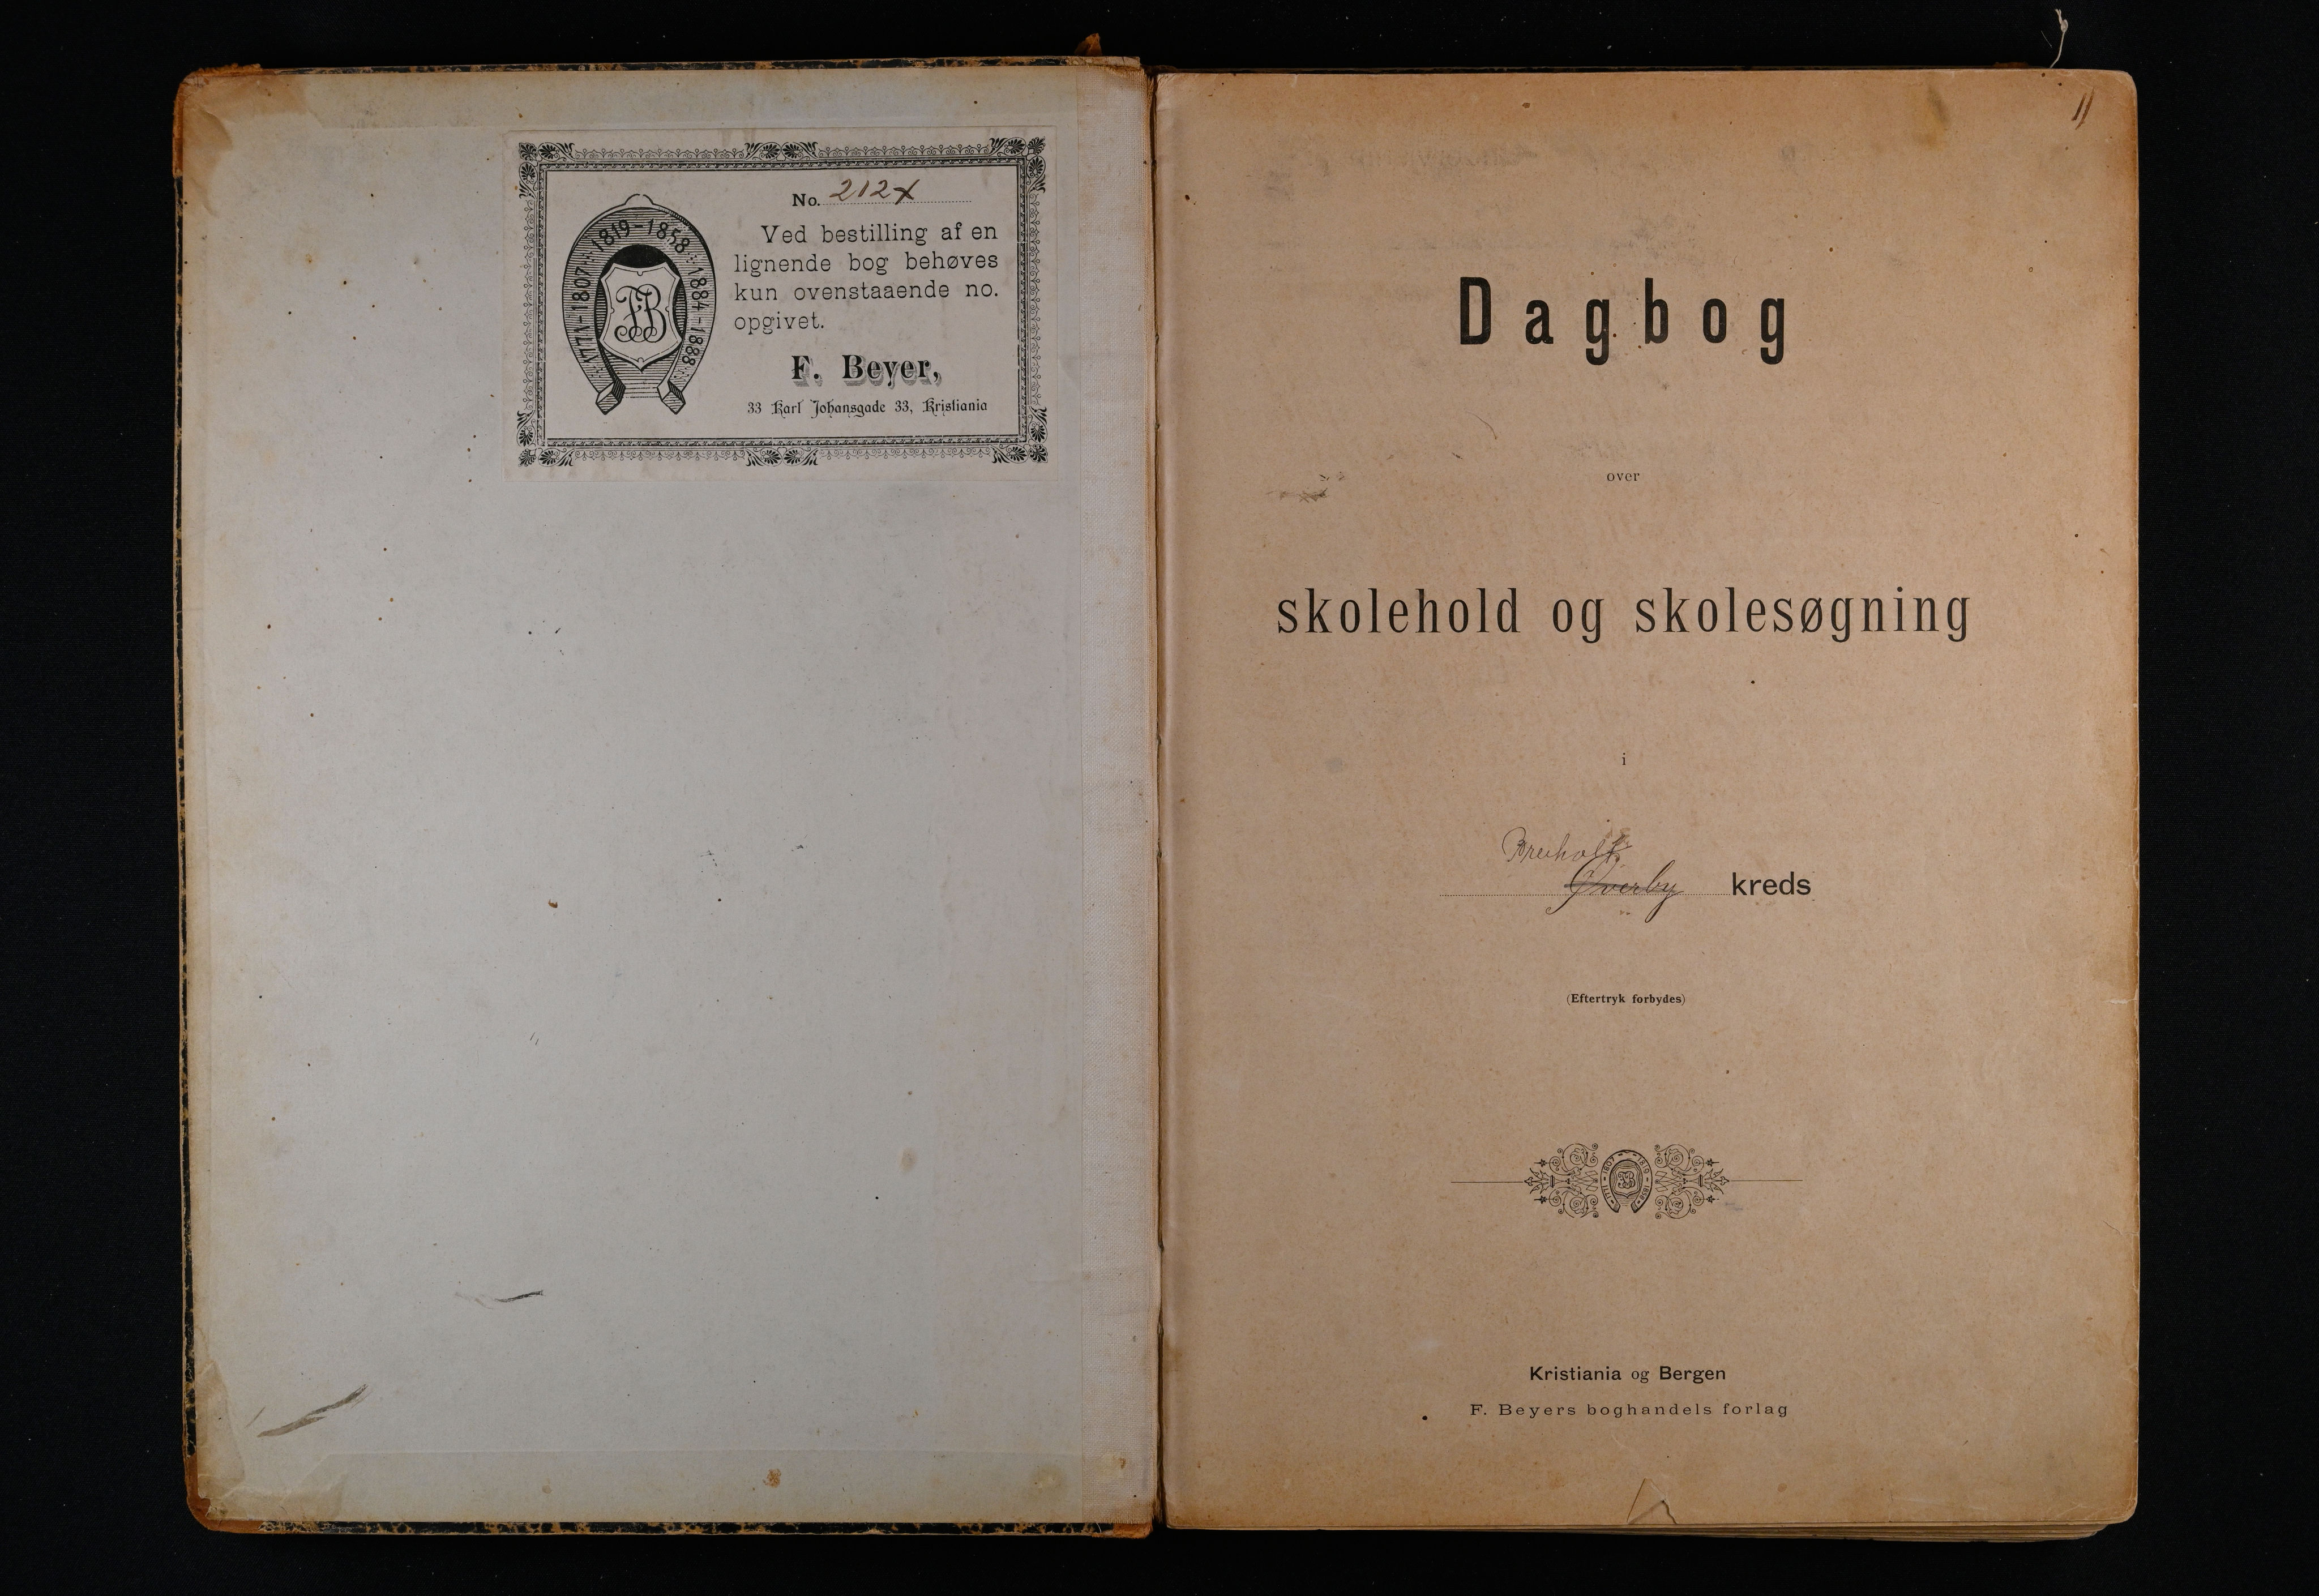 No. 212x
Ved bestilling af en
lignende bog behøves
kun ovenstaaende no.
opgivet.
F. Beyer,
33 Karl Johansgade 33, Kristiania
1771-1807-1819-1858-1884-1888
FB
11
Dagbog
over
skolehold og skolesøgning
i
Breiholt
Øverby kreds
(Eftertryk forbydes)
Kristiania og Bergen
F. Beyers boghandels forlag